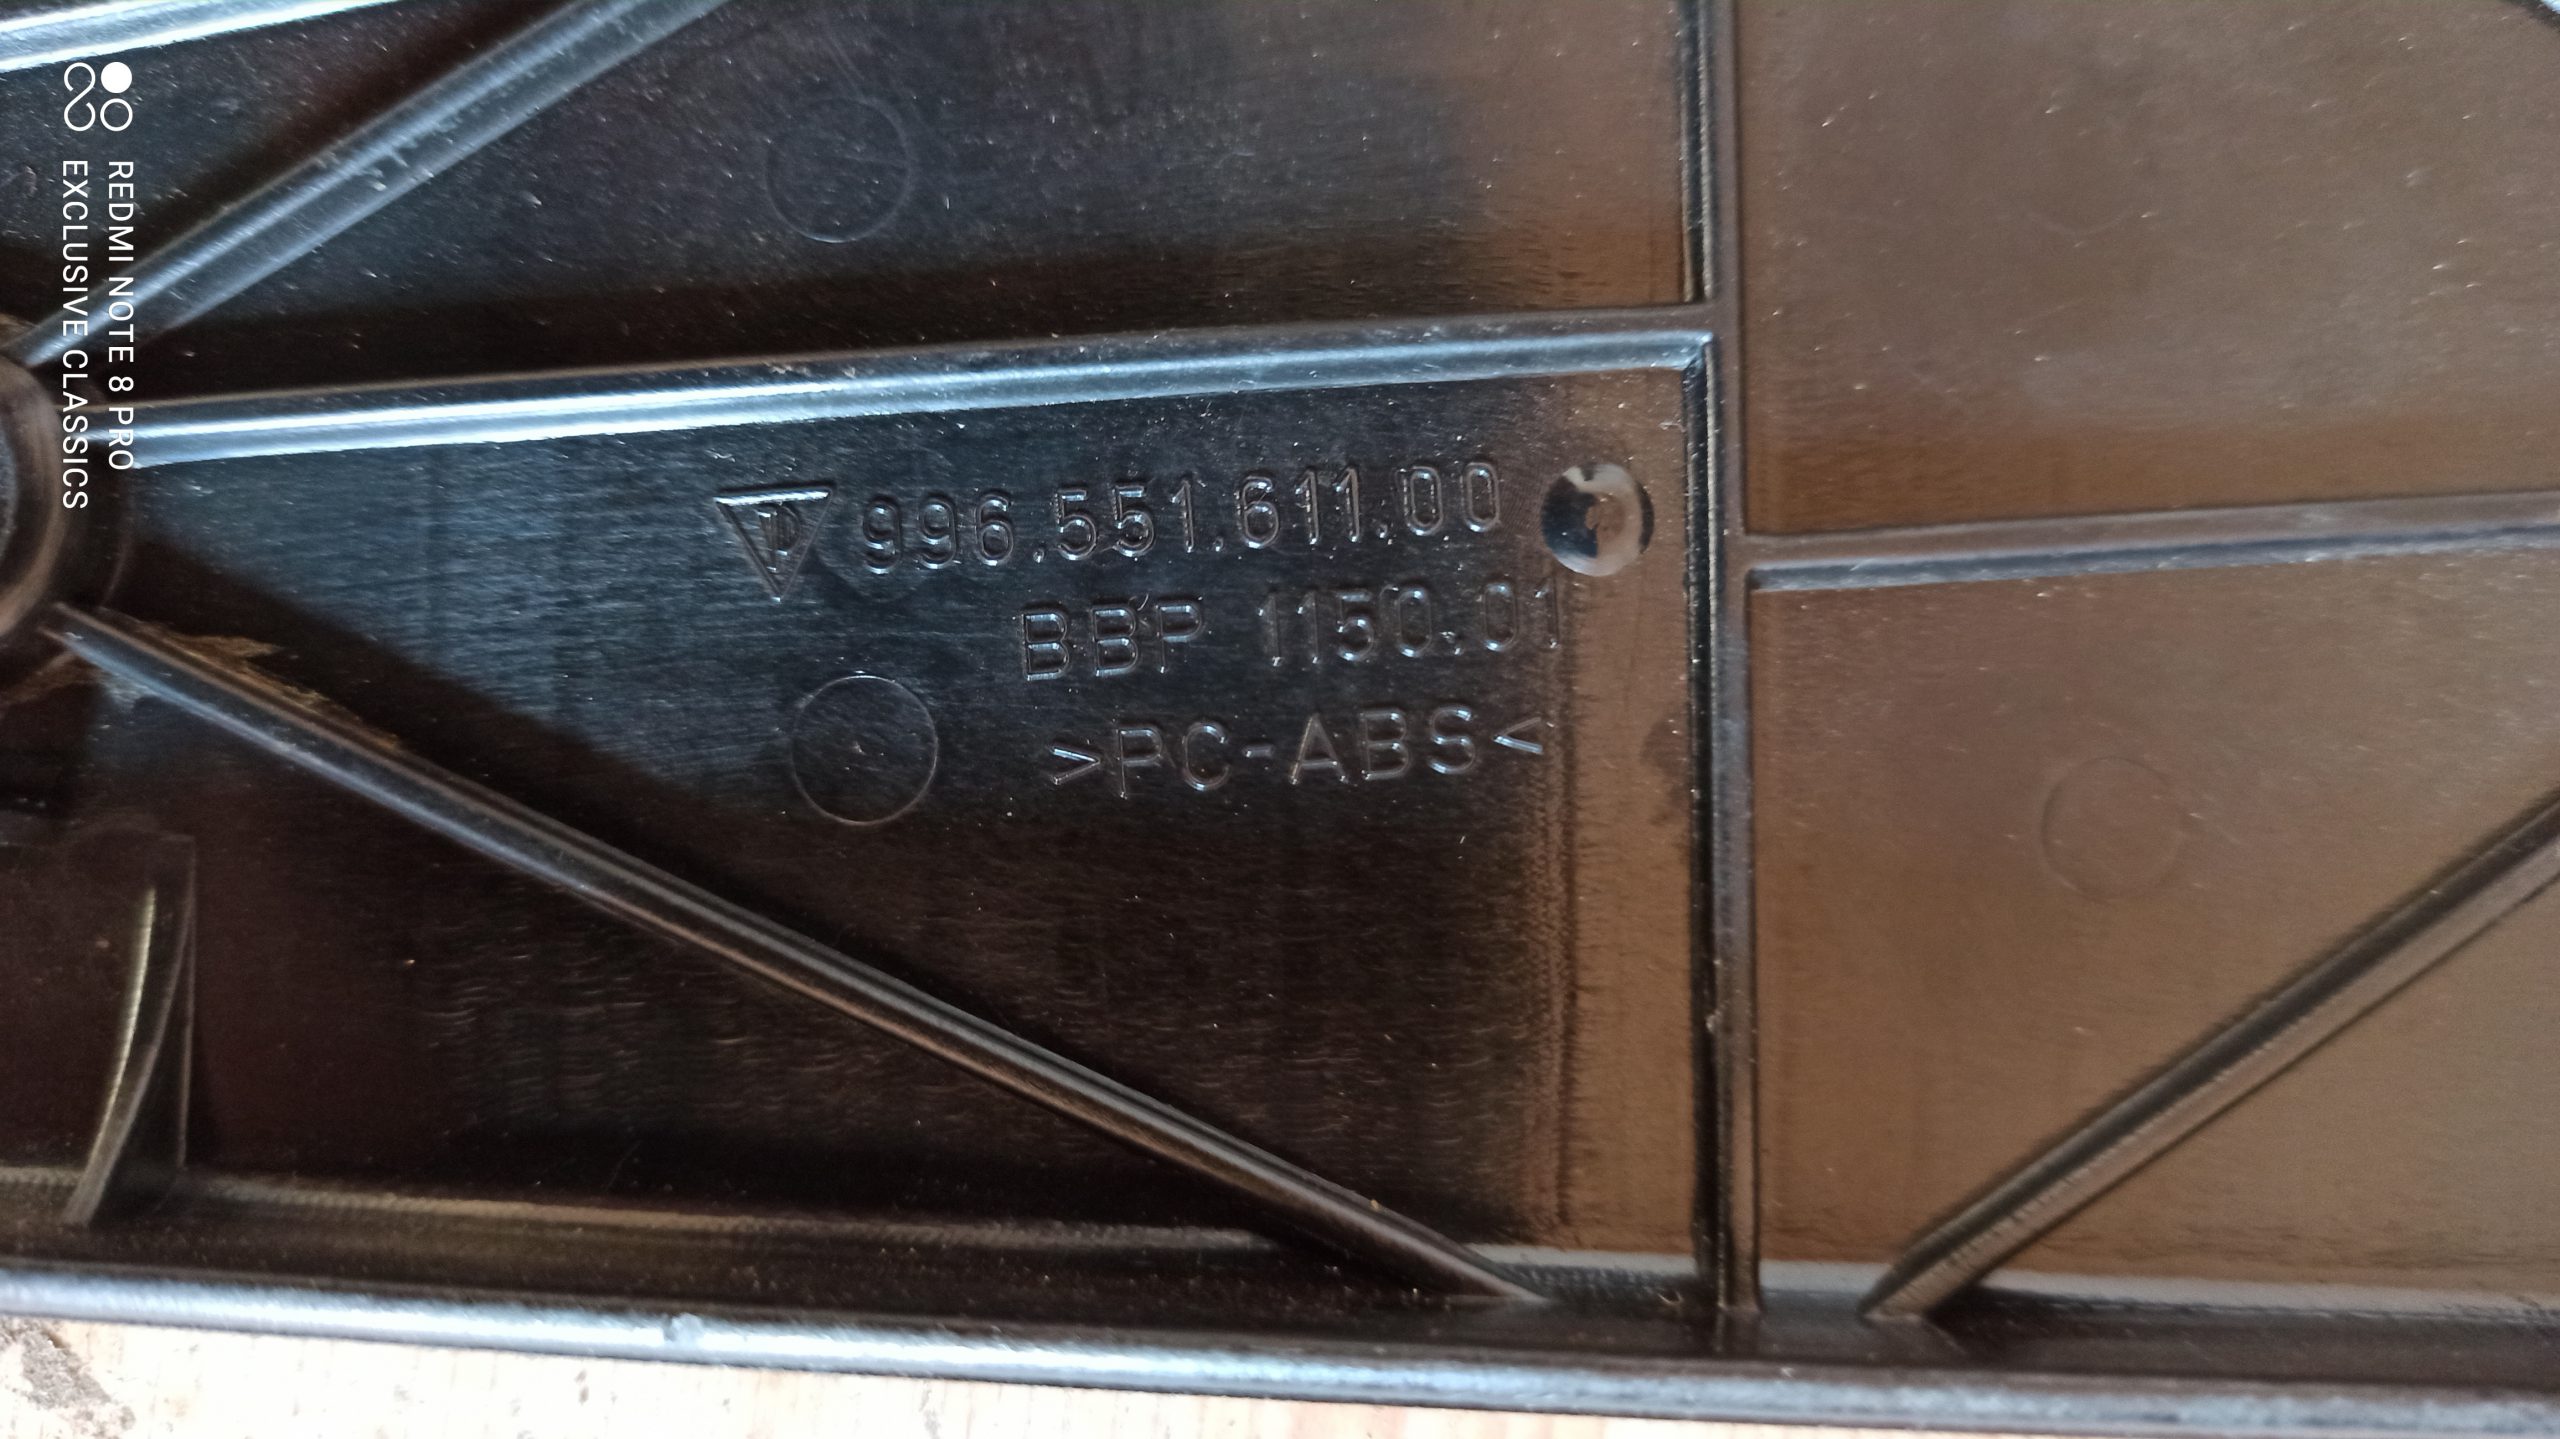 REDMI NOTE 8 PRO
EXCLUSIVE CLASSICS
P 996.551.611.00
BBP 1150.01
>PC-ABS<